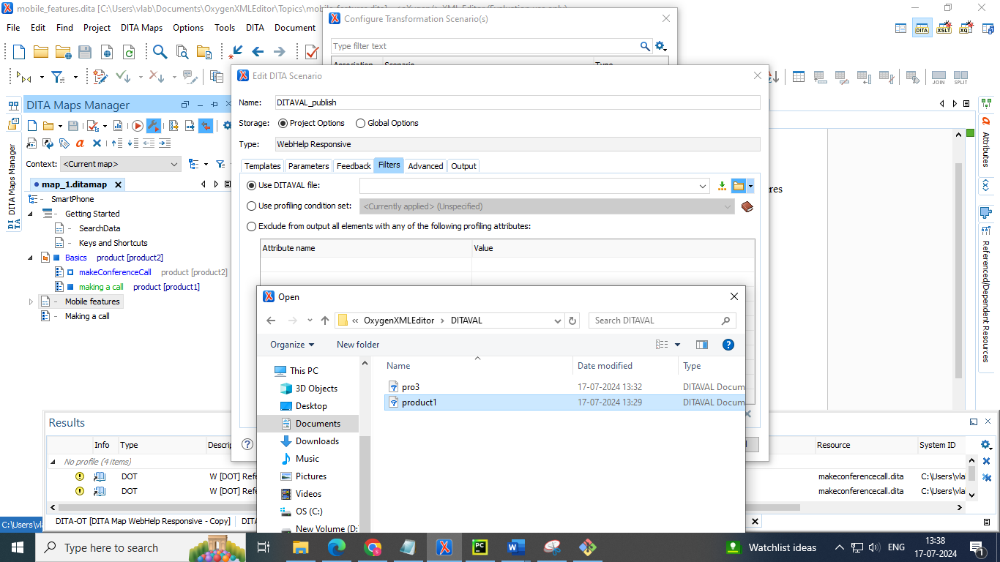 mobile_features.dita [C:\Users\vlab\Documents\OxygenXMLEditor\Topics\mobile_features.dita]
File Edit Find Project DITA Maps Options Tools DITA Document
DITA XSLT XQ
JOIN SPLIT
Configure Transformation Scenario(s)
Type filter text
Association Scenario Type
Edit DITA Scenario
Name: DITAVAL_publish
Storage: Project Options Global Options
Type: WebHelp Responsive
Templates Parameters Feedback Filters Advanced Output
Use DITAVAL file:
Use profiling condition set: <Currently applied> (Unspecified)
Exclude from output all elements with any of the following profiling attributes:
Attribute name Value
DITA Maps Manager
DITA Maps Manager
Context: <Current map>
map_1.ditamap
SmartPhone
Getting Started
SearchData
Keys and Shortcuts
Basics product [product2]
makeConferenceCall product [product2]
making a call product [product1]
Mobile features
Making a call
Open
OxygenXMLEditor DITAVAL
Search DITAVAL
Organize New folder
Name Date modified Type
pro3 17-07-2024 13:32 DITAVAL Docum
product1 17-07-2024 13:29 DITAVAL Docum
This PC
3D Objects
Desktop
Documents
Downloads
Music
Pictures
Videos
OS (C:)
New Volume (D:
Attributes
Referenced/Dependent Resources
Results
Info Type Descrip Resource System ID
No profile (4 items)
DOT W [DOT] Refe makeconferencecall.dita C:\Users\vla
DOT W [DOT] Refe makeconferencecall.dita C:\Users\vla
DITA-OT [DITA Map WebHelp Responsive - Copy] DITA
C:\Users\vla
Type here to search
Watchlist ideas
ENG
13:38
17-07-2024
1